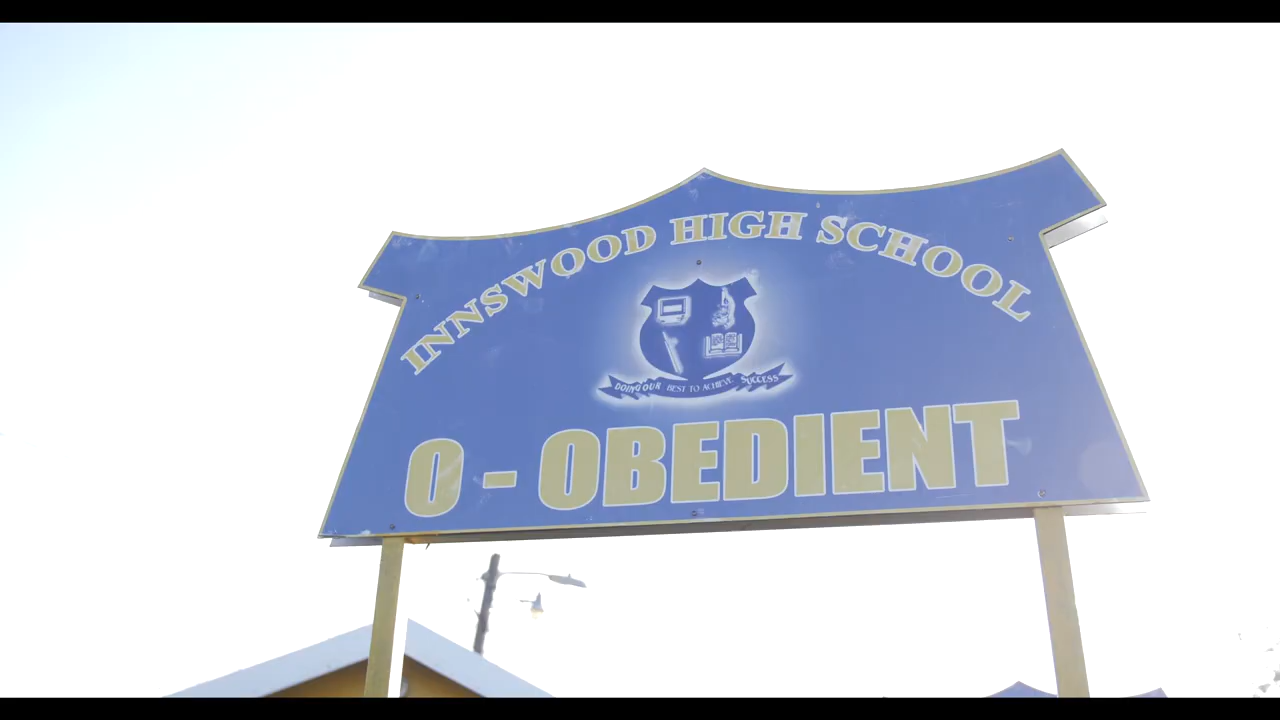 INNSWOOD HIGH SCHOOL
DOING OUR BEST TO ACHIEVE SUCCESS
O - OBEDIENT